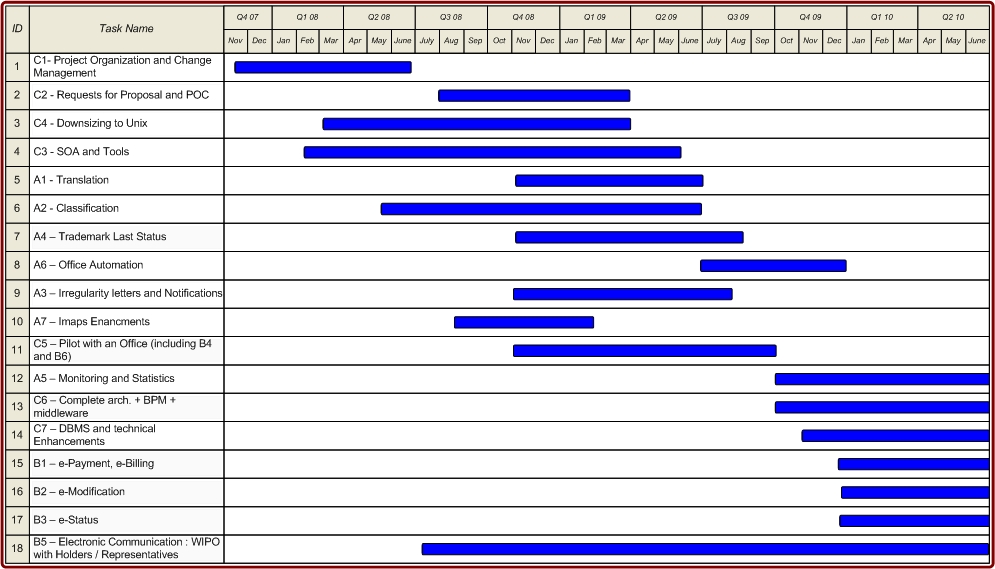 ID Task Name Q4 07 Q1 08 Q2 08 Q3 08 Q4 08 Q1 09 Q2 09 Q3 09 Q4 09 Q1 10 Q2 10
Nov Dec Jan Feb Mar Apr May June July Aug Sep Oct Nov Dec Jan Feb Mar Apr May June July Aug Sep Oct Nov Dec Jan Feb Mar Apr May June
1 C1- Project Organization and Change
Management
2 C2 - Requests for Proposal and POC
3 C4 - Downsizing to Unix
4 C3 - SOA and Tools
5 A1 - Translation
6 A2 - Classification
7 A4 – Trademark Last Status
8 A6 – Office Automation
9 A3 – Irregularity letters and Notifications
10 A7 – Imaps Enancments
11 C5 – Pilot with an Office (including B4
and B6)
12 A5 – Monitoring and Statistics
13 C6 – Complete arch. + BPM +
middleware
14 C7 – DBMS and technical
Enhancements
15 B1 – e-Payment, e-Billing
16 B2 – e-Modification
17 B3 – e-Status
18 B5 – Electronic Communication : WIPO
with Holders / Representatives